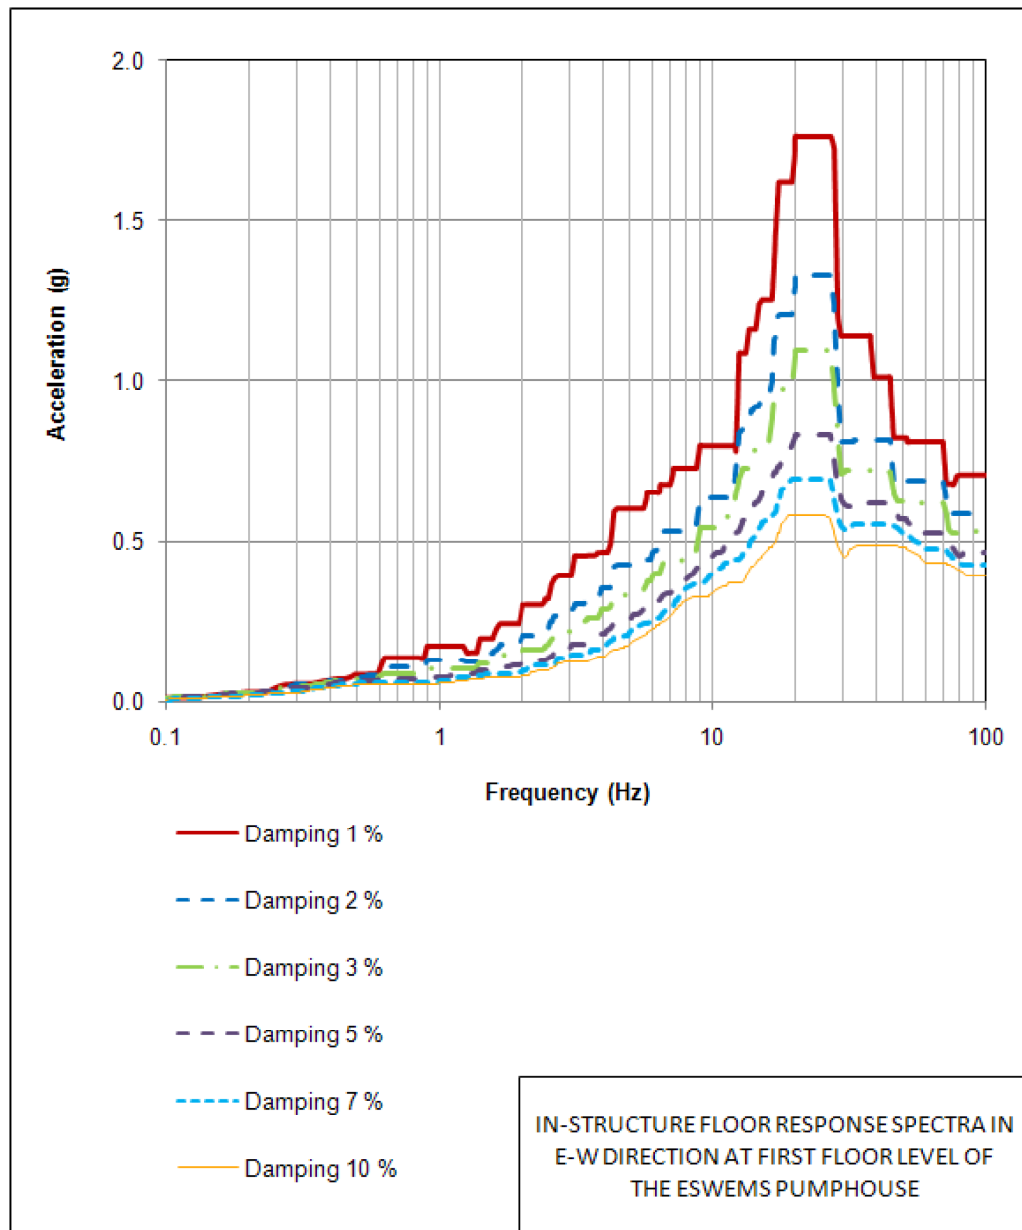 2.0
1.5
1.0
0.5
0.0
Acceleration (g)
0.1 1 10 100
Frequency (Hz)
Damping 1 %
Damping 2 %
Damping 3 %
Damping 5 %
Damping 7 %
Damping 10 %
IN-STRUCTURE FLOOR RESPONSE SPECTRA IN
E-W DIRECTION AT FIRST FLOOR LEVEL OF
THE ESWEMS PUMPHOUSE